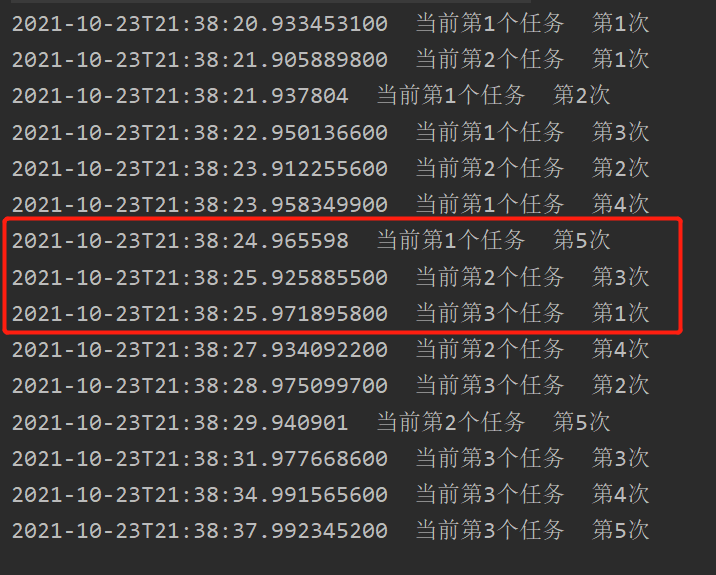 2021-10-23T21:38:20.933453100 当前第1个任务 第1次
2021-10-23T21:38:21.905889800 当前第2个任务 第1次
2021-10-23T21:38:21.937804 当前第1个任务 第2次
2021-10-23T21:38:22.950136600 当前第1个任务 第3次
2021-10-23T21:38:23.912255600 当前第2个任务 第2次
2021-10-23T21:38:23.958349900 当前第1个任务 第4次
2021-10-23T21:38:24.965598 当前第1个任务 第5次
2021-10-23T21:38:25.925885500 当前第2个任务 第3次
2021-10-23T21:38:25.971895800 当前第3个任务 第1次
2021-10-23T21:38:27.934092200 当前第2个任务 第4次
2021-10-23T21:38:28.975099700 当前第3个任务 第2次
2021-10-23T21:38:29.940901 当前第2个任务 第5次
2021-10-23T21:38:31.977668600 当前第3个任务 第3次
2021-10-23T21:38:34.991565600 当前第3个任务 第4次
2021-10-23T21:38:37.992345200 当前第3个任务 第5次